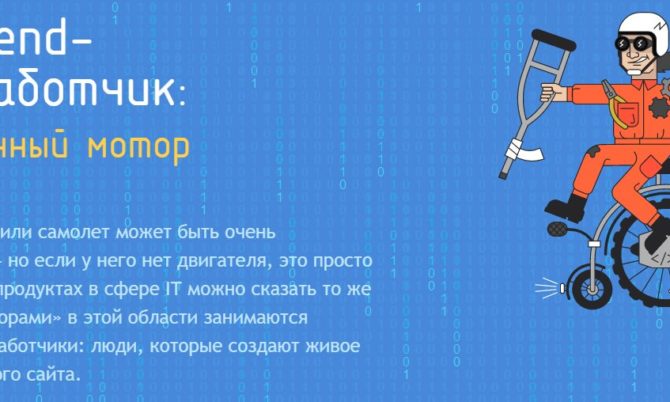 end-
аботчик:
нный мотор
или самолет может быть очень
- но если у него нет двигателя, это просто
продуктах в сфере IT можно сказать то же
орами» в этой области занимаются
аботчики: люди, которые создают живое
ого сайта.